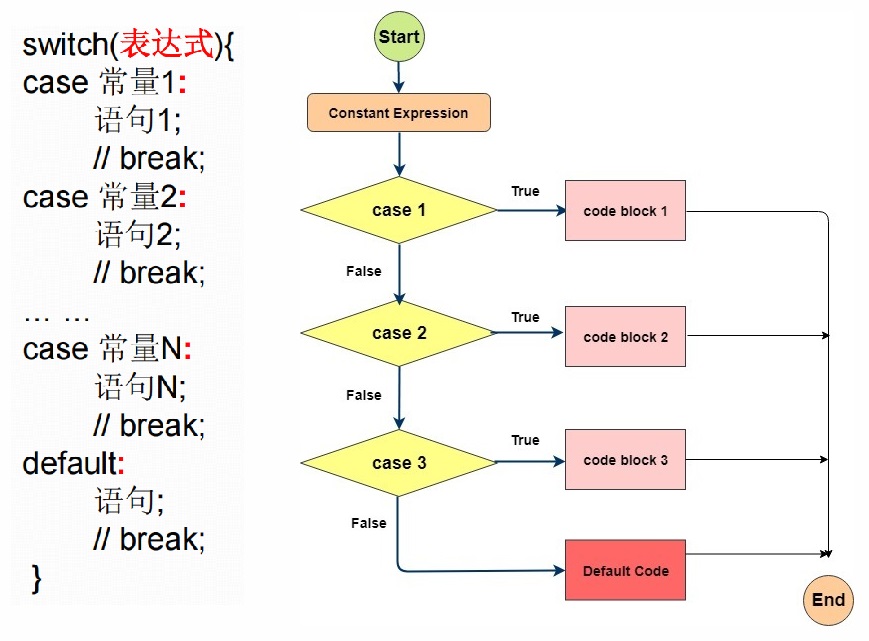 switch(表达式){
case 常量1:
语句1;
// break;
case 常量2:
语句2;
// break;
... ...
case 常量N:
语句N;
// break;
default:
语句;
// break;
}
Start
Constant Expression
case 1
True
code block 1
False
case 2
True
code block 2
False
case 3
True
code block 3
False
Default Code
End